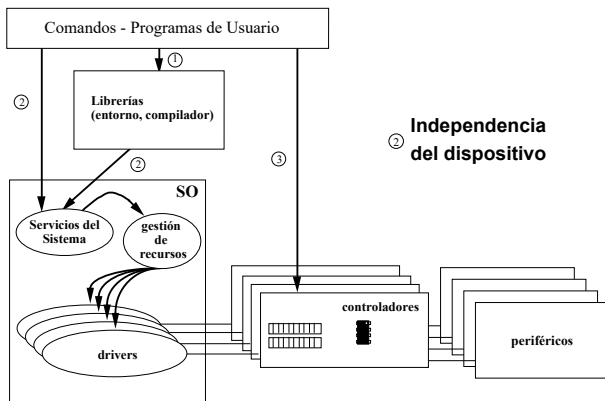 Comandos - Programas de Usuario
1
2
Librerías
(entorno, compilador)
2
3
2 Independencia
del dispositivo
SO
Servicios del
Sistema
gestión
de
recursos
controladores
drivers
periféricos